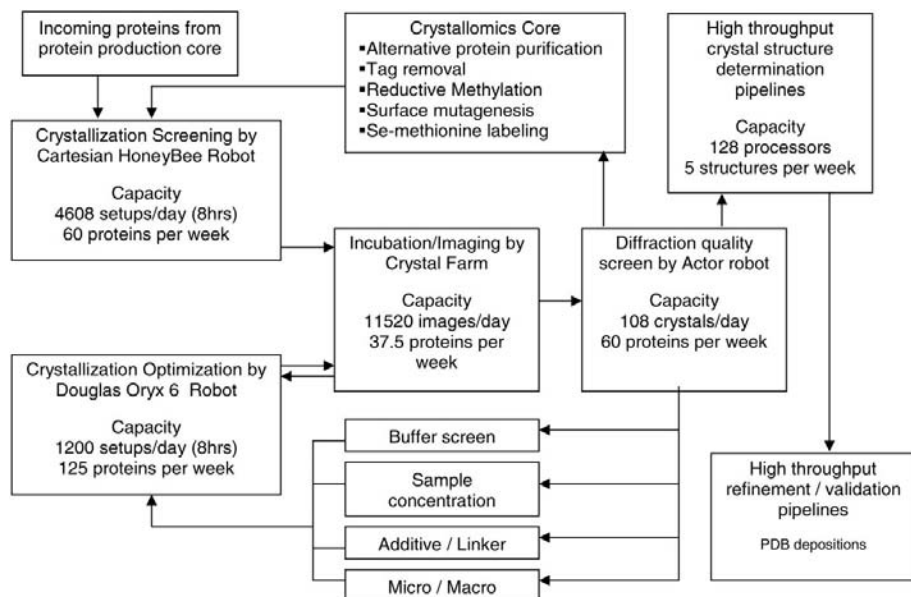 Incoming proteins from
protein production core
Crystallomics Core
▪Alternative protein purification
▪Tag removal
▪Reductive Methylation
▪Surface mutagenesis
▪Se-methionine labeling
High throughput
crystal structure
determination
pipelines
Capacity
128 processors
5 structures per week
Crystallization Screening by
Cartesian HoneyBee Robot
Capacity
4608 setups/day (8hrs)
60 proteins per week
Incubation/Imaging by
Crystal Farm
Capacity
11520 images/day
37.5 proteins per
week
Diffraction quality
screen by Actor robot
Capacity
108 crystals/day
60 proteins per week
Crystallization Optimization by
Douglas Oryx 6 Robot
Capacity
1200 setups/day (8hrs)
125 proteins per week
Buffer screen
Sample
concentration
Additive / Linker
Micro / Macro
High throughput
refinement / validation
pipelines
PDB depositions